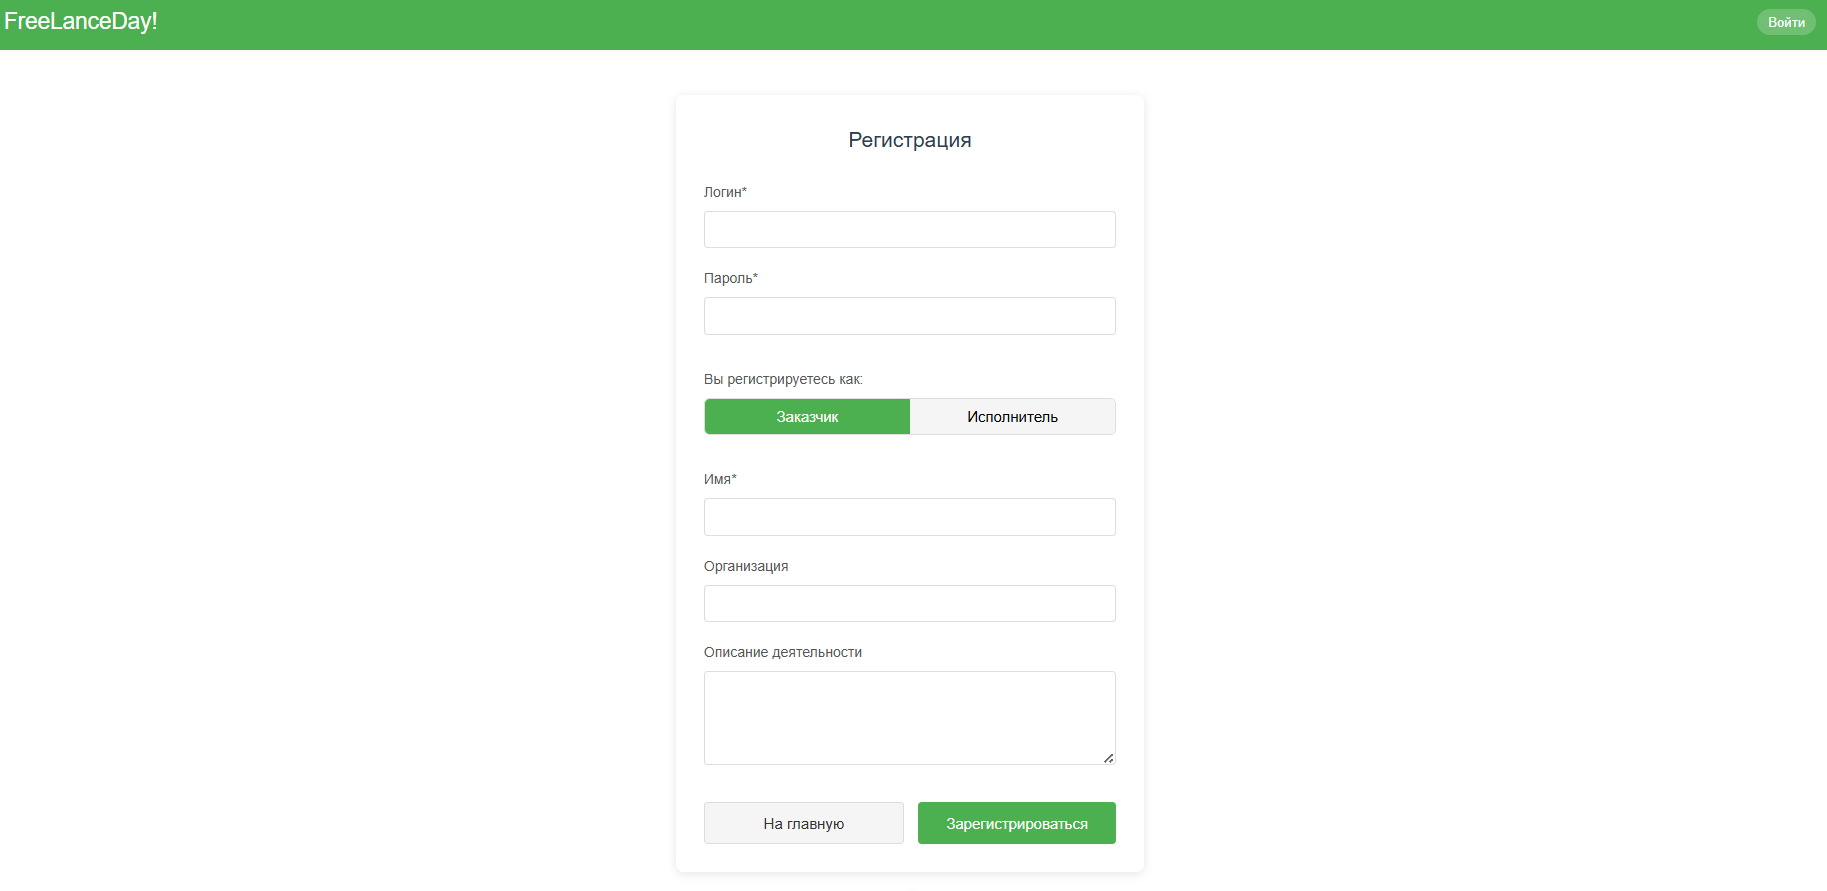 FreeLanceDay!
Войти
Регистрация
Логин*
Пароль*
Вы регистрируетесь как:
Заказчик
Исполнитель
Имя*
Организация
Описание деятельности
На главную
Зарегистрироваться